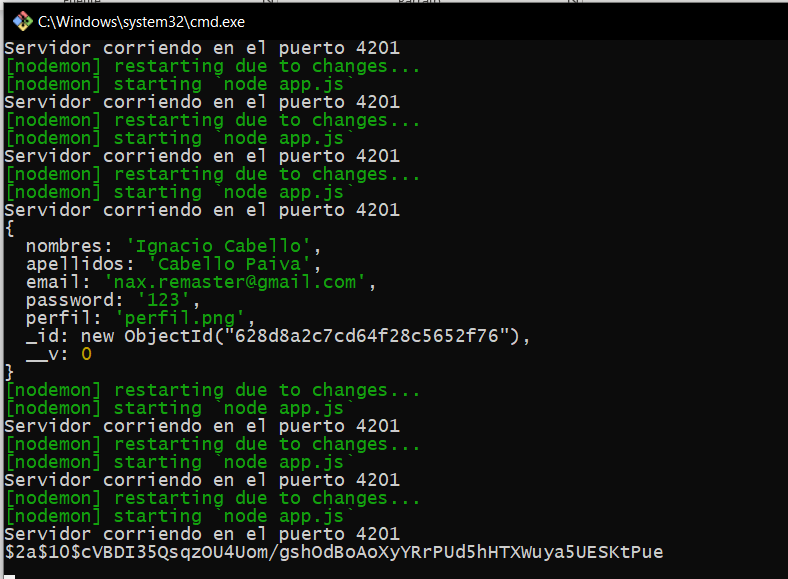 C:\Windows\system32\cmd.exe
Servidor corriendo en el puerto 4201
[nodemon] restarting due to changes...
[nodemon] starting `node app.js`
Servidor corriendo en el puerto 4201
[nodemon] restarting due to changes...
[nodemon] starting `node app.js`
Servidor corriendo en el puerto 4201
[nodemon] restarting due to changes...
[nodemon] starting `node app.js`
Servidor corriendo en el puerto 4201
{
  nombres: 'Ignacio Cabello',
  apellidos: 'Cabello Paiva',
  email: 'nax.remaster@gmail.com',
  password: '123',
  perfil: 'perfil.png',
  _id: new ObjectId("628d8a2c7cd64f28c5652f76"),
  __v: 0
}
[nodemon] restarting due to changes...
[nodemon] starting `node app.js`
Servidor corriendo en el puerto 4201
[nodemon] restarting due to changes...
[nodemon] starting `node app.js`
Servidor corriendo en el puerto 4201
[nodemon] restarting due to changes...
[nodemon] starting `node app.js`
Servidor corriendo en el puerto 4201
$2a$10$cVBDI35QsqzOU4Uom/gshOdBoAoXyYRrPUd5hHTXWuya5UESKtPue